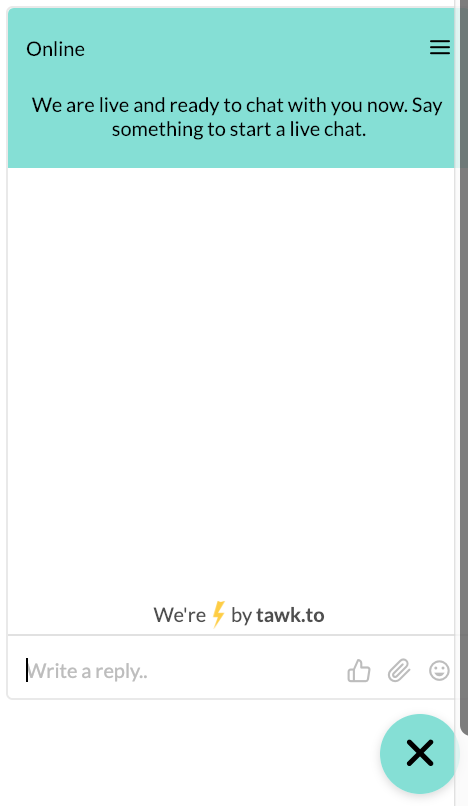 Online
We are live and ready to chat with you now. Say
something to start a live chat.
We're ⚡ by tawk.to
Write a reply..